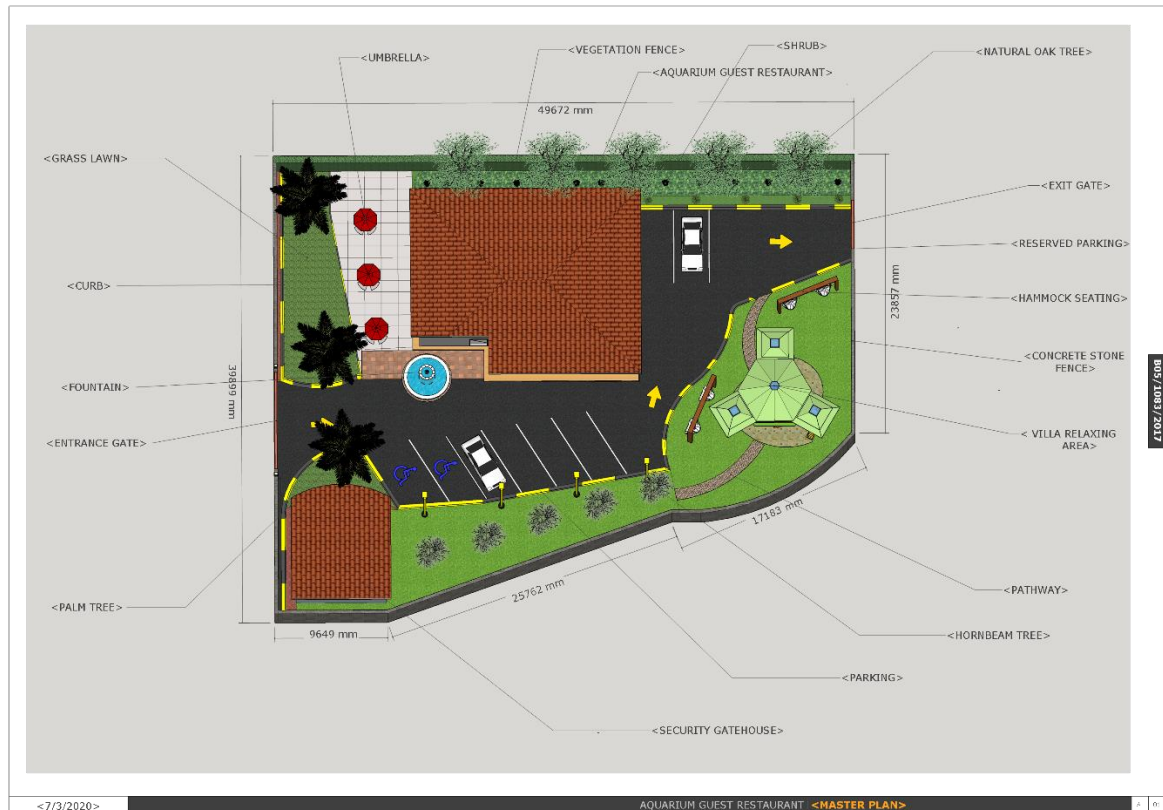 <UMBRELLA>
<VEGETATION FENCE>
<SHRUB>
<NATURAL OAK TREE>
<AQUARIUM GUEST RESTAURANT>
49672 mm
<GRASS LAWN>
<EXIT GATE>
<RESERVED PARKING>
<CURB>
<HAMMOCK SEATING>
23857 mm
<CONCRETE STONE
FENCE>
<FOUNTAIN>
39899 mm
B05/1083/2017
<ENTRANCE GATE>
< VILLA RELAXING
AREA>
17183 mm
25762 mm
<PATHWAY>
<PALM TREE>
9649 mm
<HORNBEAM TREE>
<PARKING>
<SECURITY GATEHOUSE>
<7/3/2020>
AQUARIUM GUEST RESTAURANT <MASTER PLAN>